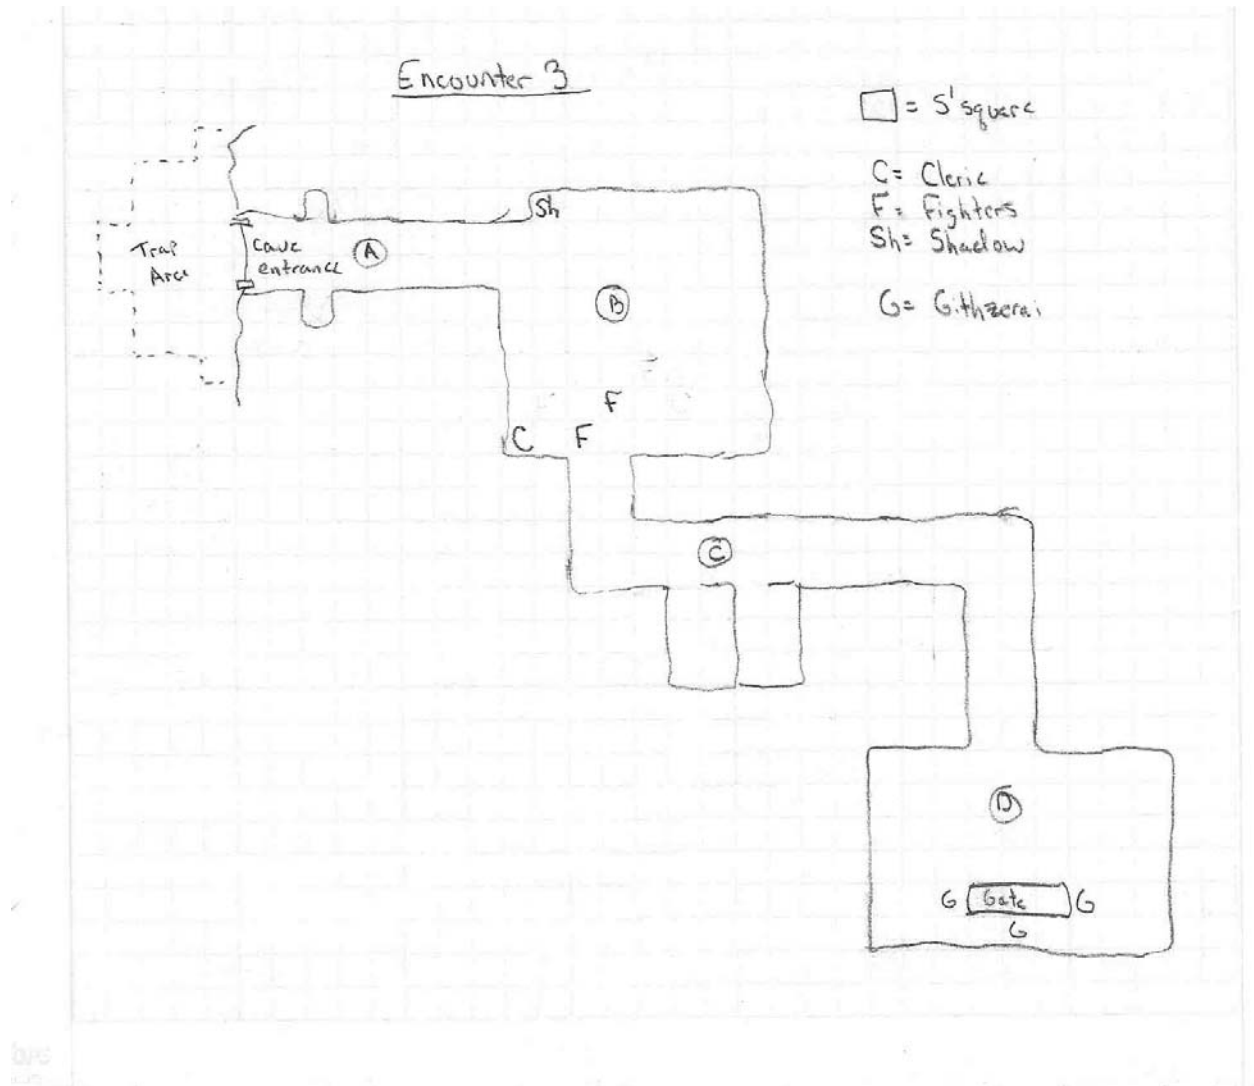 Encounter 3
= 5' square
C= Cleric
F= Fighters
Sh= Shadow
G= Githzerai
Sh
Trap
Area
Cave
entrance
A
B
F
C F
C
D
G Gate G
G